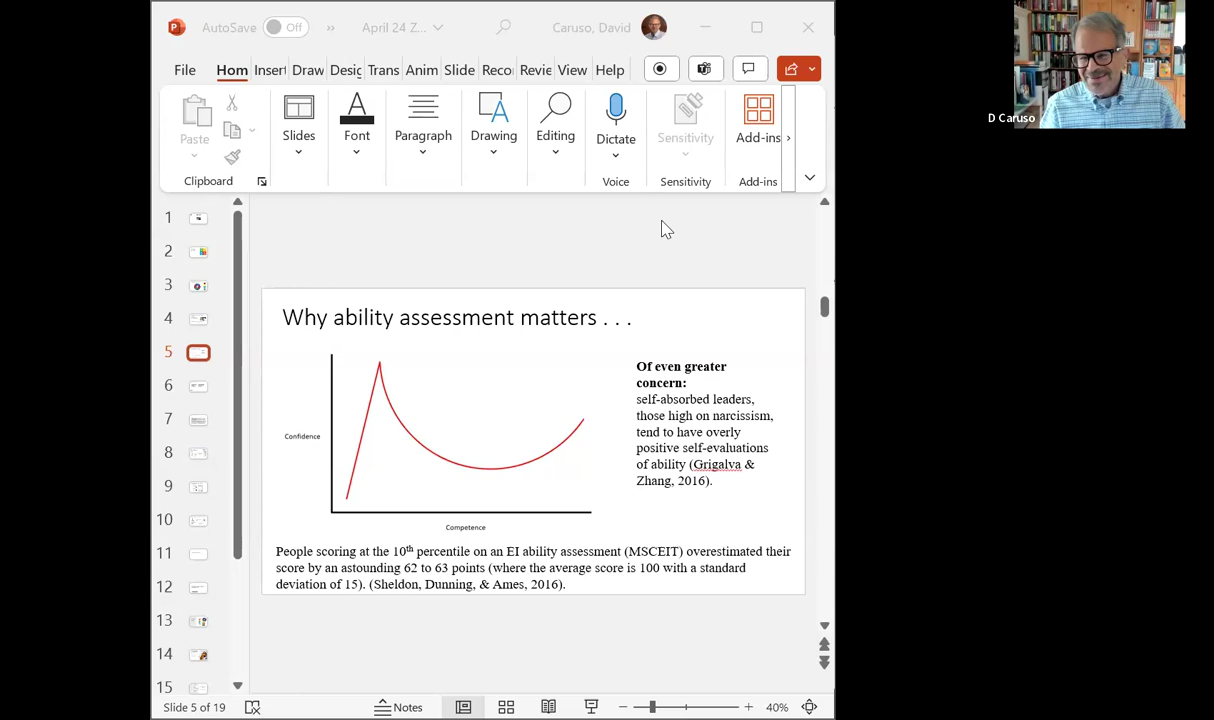 AutoSave Off » April 24 Z... Caruso, David
File Hom Insert Draw Desig Trans Anim Slide Reco Revie View Help
Paste Slides Font Paragraph Drawing Editing Dictate Sensitivity Add-ins
Clipboard Voice Sensitivity Add-ins
D Caruso
1
2
3
4
5
6
7
8
9
10
11
12
13
14
15
Why ability assessment matters . . .
Confidence
Competence
Of even greater
concern:
self-absorbed leaders,
those high on narcissism,
tend to have overly
positive self-evaluations
of ability (Grigalva &
Zhang, 2016).
People scoring at the 10th percentile on an EI ability assessment (MSCEIT) overestimated their
score by an astounding 62 to 63 points (where the average score is 100 with a standard
deviation of 15). (Sheldon, Dunning, & Ames, 2016).
Slide 5 of 19 Notes 40%